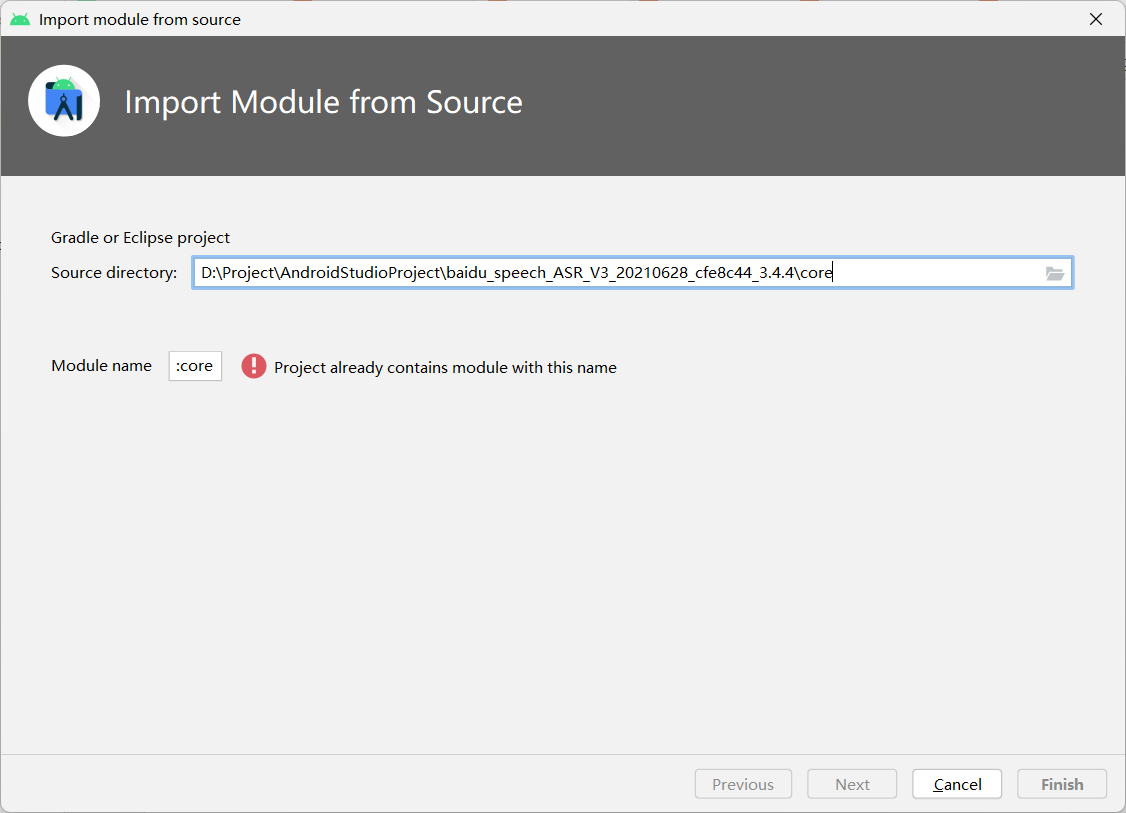 Import module from source
Import Module from Source
Gradle or Eclipse project
Source directory: D:\Project\AndroidStudioProject\baidu_speech_ASR_V3_20210628_cfe8c44_3.4.4\core
Module name :core Project already contains module with this name
Previous Next Cancel Finish